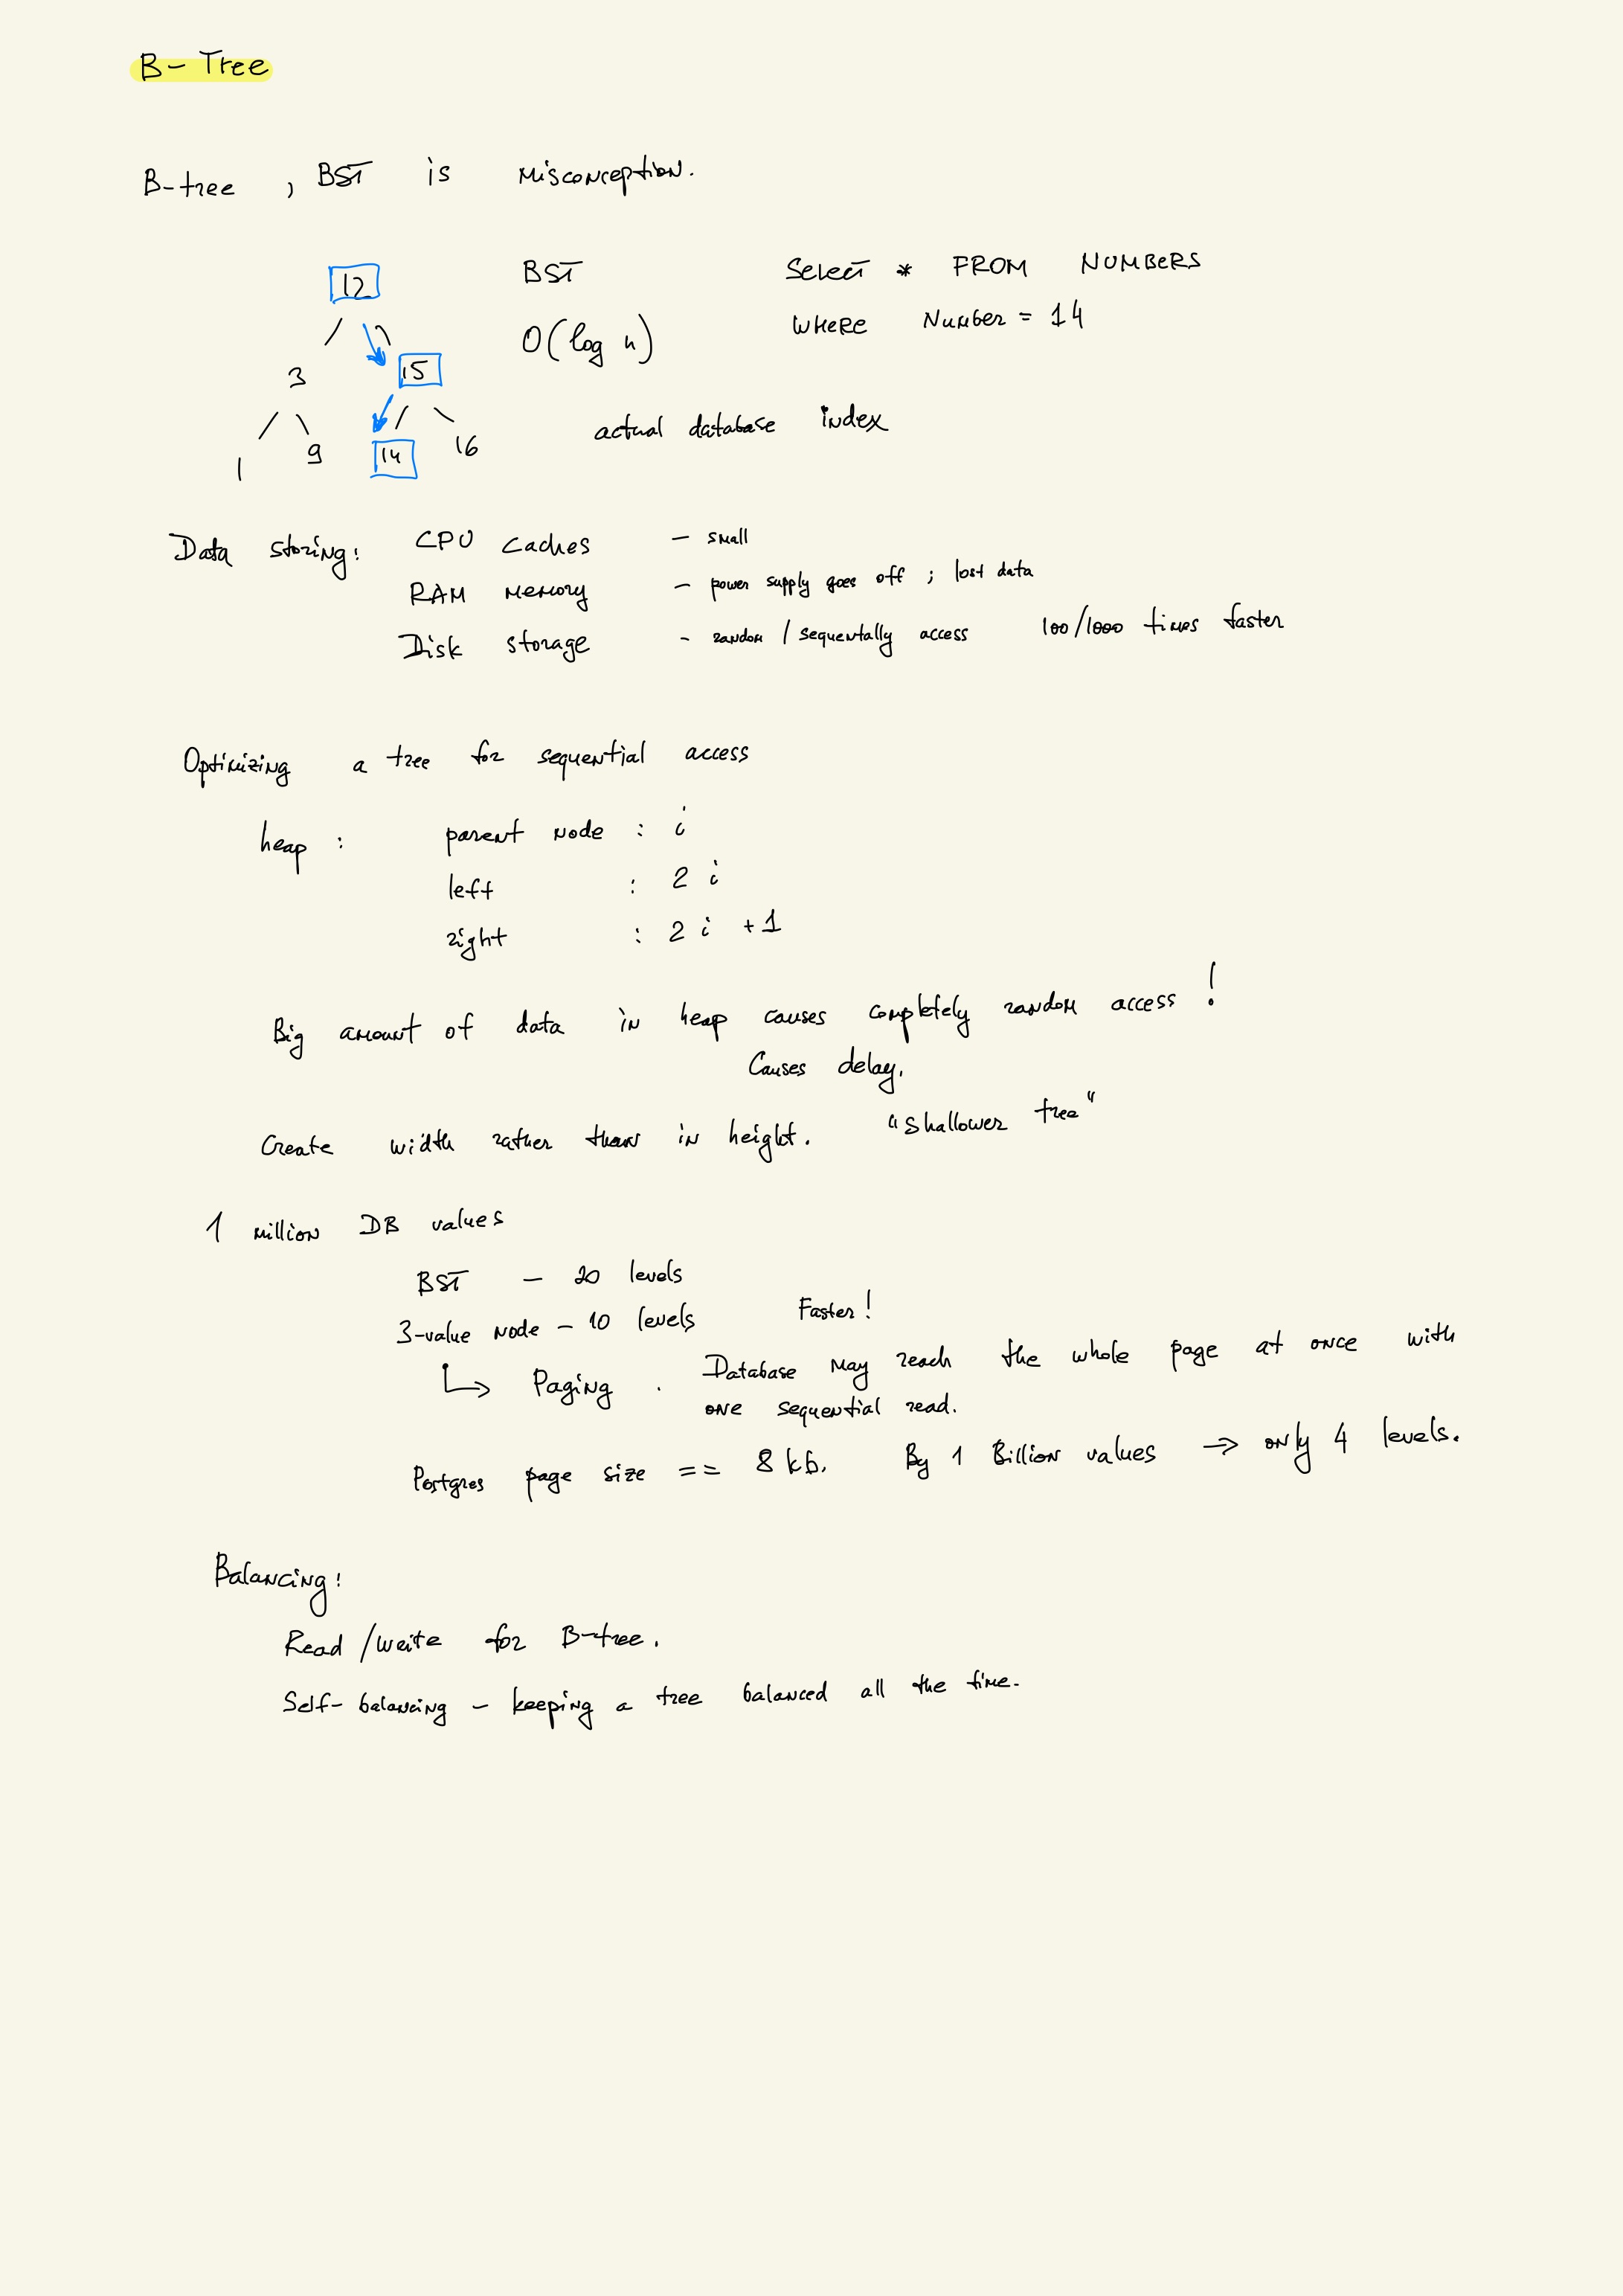 B-Tree
B-tree , BST is misconception.
12 BST Select * FROM NUMBERS
O(log n) WHERE Number = 14
3 15
actual database index
1 9 14 16
Data storing: CPU caches - small
RAM memory - power supply goes off ; lost data
Disk storage - random / sequentally access 100/1000 times faster
Optimizing a tree for sequential access
heap : parent node : i
left : 2 i
right : 2 i +1
Big amount of data in heap causes completely random access !
Causes delay.
Create width rather than in height. "shallower tree"
1 million DB values
BST - 20 levels
3-value node - 10 levels Faster!
Paging . Database may reach the whole page at once with
one sequential read.
Postgres page size == 8 kb. By 1 Billion values → only 4 levels.
Balancing:
Read /write for B-tree.
Self-balancing - keeping a tree balanced all the time.